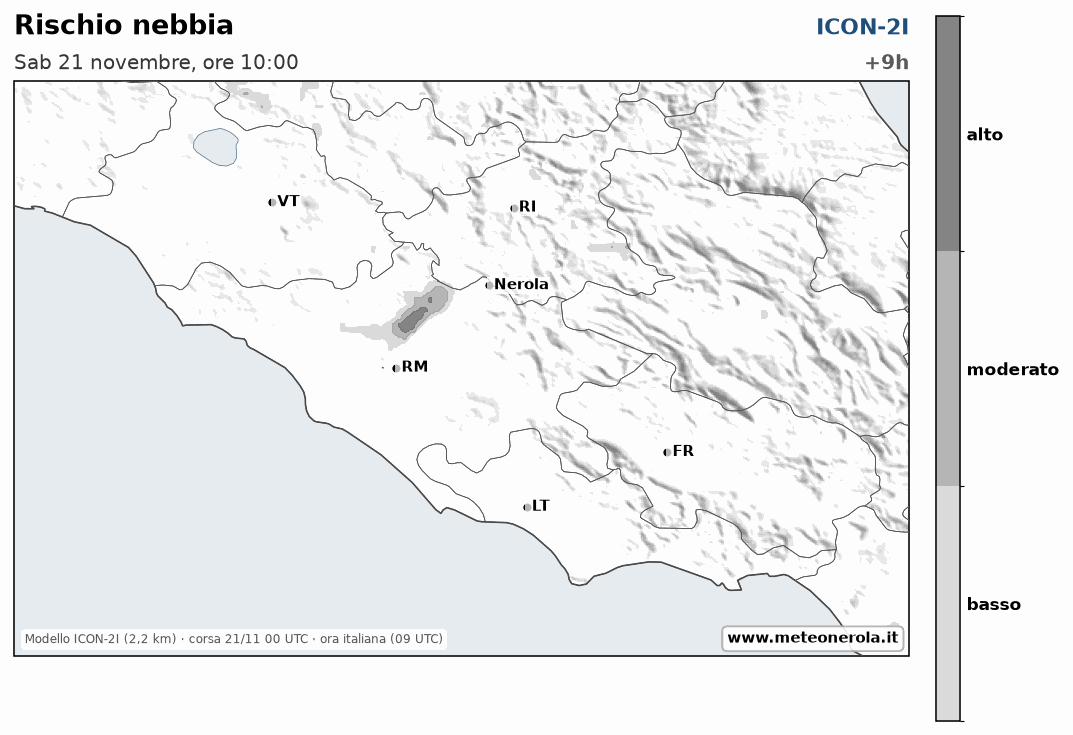 Rischio nebbia
ICON-2I
Sab 21 novembre, ore 10:00
+9h
alto
VT
RI
Nerola
moderato
RM
FR
LT
basso
Modello ICON-2I (2,2 km) · corsa 21/11 00 UTC · ora italiana (09 UTC)
www.meteonerola.it